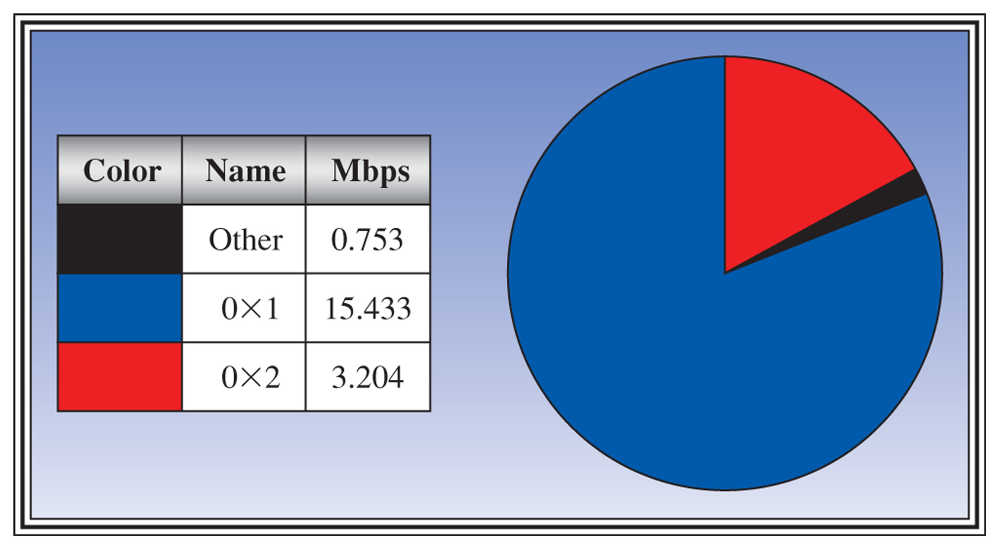 Color Name Mbps
Other 0.753
0×1 15.433
0×2 3.204